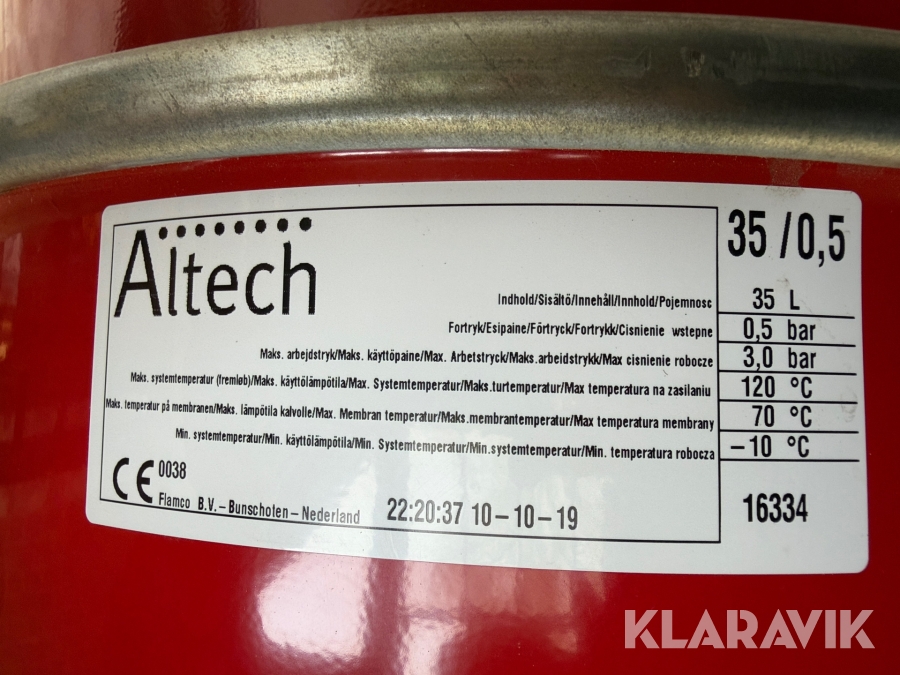 Altech
35 / 0,5
Indhold/Sisältö/Innehåll/Innhold/Pojemnosc 35 L
Fortryk/Esipaine/Förtryck/Fortrykk/Cisnienie wstepne 0,5 bar
Maks. arbejdstryk/Maks. käyttöpaine/Max. Arbetstryck/Maks.arbeidstrykk/Max cisnienie robocze 3,0 bar
Maks. systemtemperatur (fremløb)/Maks. käyttölämpötila/Max. Systemtemperatur/Maks.turtemperatur/Max temperatura na zasilaniu 120 °C
Maks. temperatur på membranen/Maks. lämpötila kalvolle/Max. Membran temperatur/Maks.membrantemperatur/Max temperatura membrany 70 °C
Min. systemtemperatur/Min. käyttölämpötila/Min. Systemtemperatur/Min.systemtemperatur/Min. temperatura robocza –10 °C
CE 0038
Flamco B.V.–Bunschoten–Nederland 22:20:37 10–10–19 16334
KLARAVIK